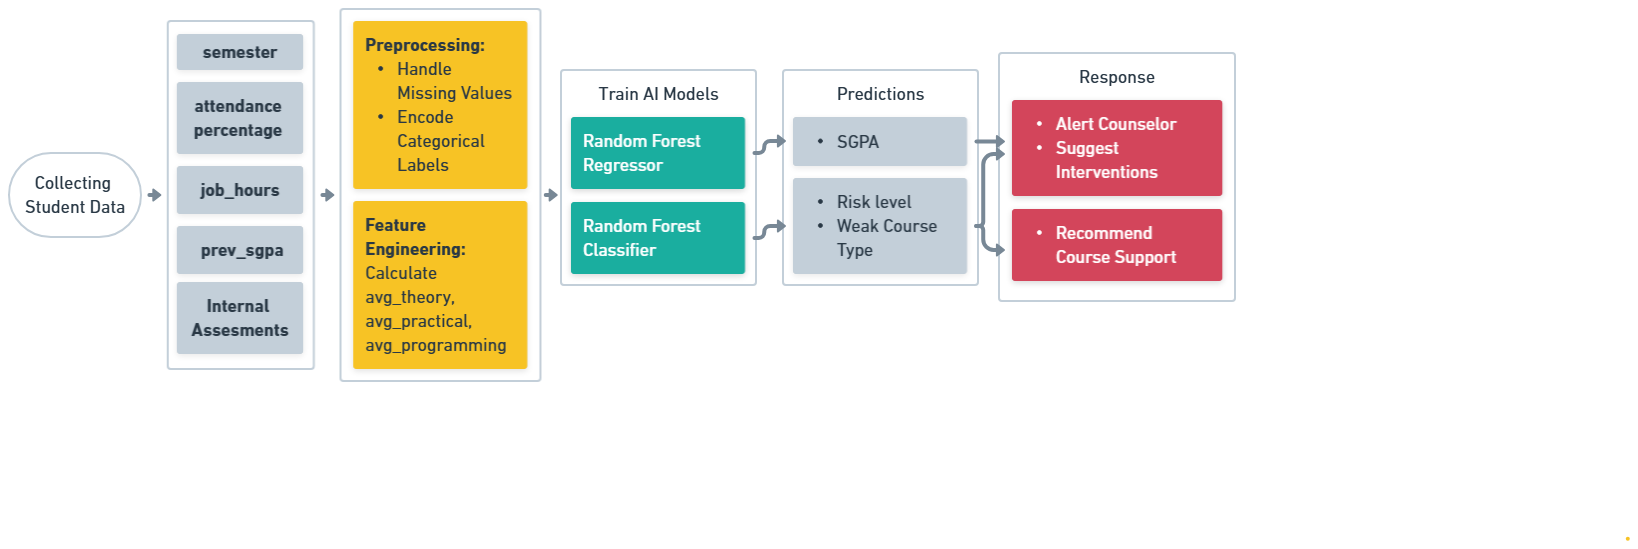 Collecting
Student Data
semester
attendance
percentage
job_hours
prev_sgpa
Internal
Assesments
Preprocessing:
• Handle
Missing Values
• Encode
Categorical
Labels
Feature
Engineering:
Calculate
avg_theory,
avg_practical,
avg_programming
Train AI Models
Random Forest
Regressor
Random Forest
Classifier
Predictions
• SGPA
• Risk level
• Weak Course
Type
Response
• Alert Counselor
• Suggest
Interventions
• Recommend
Course Support